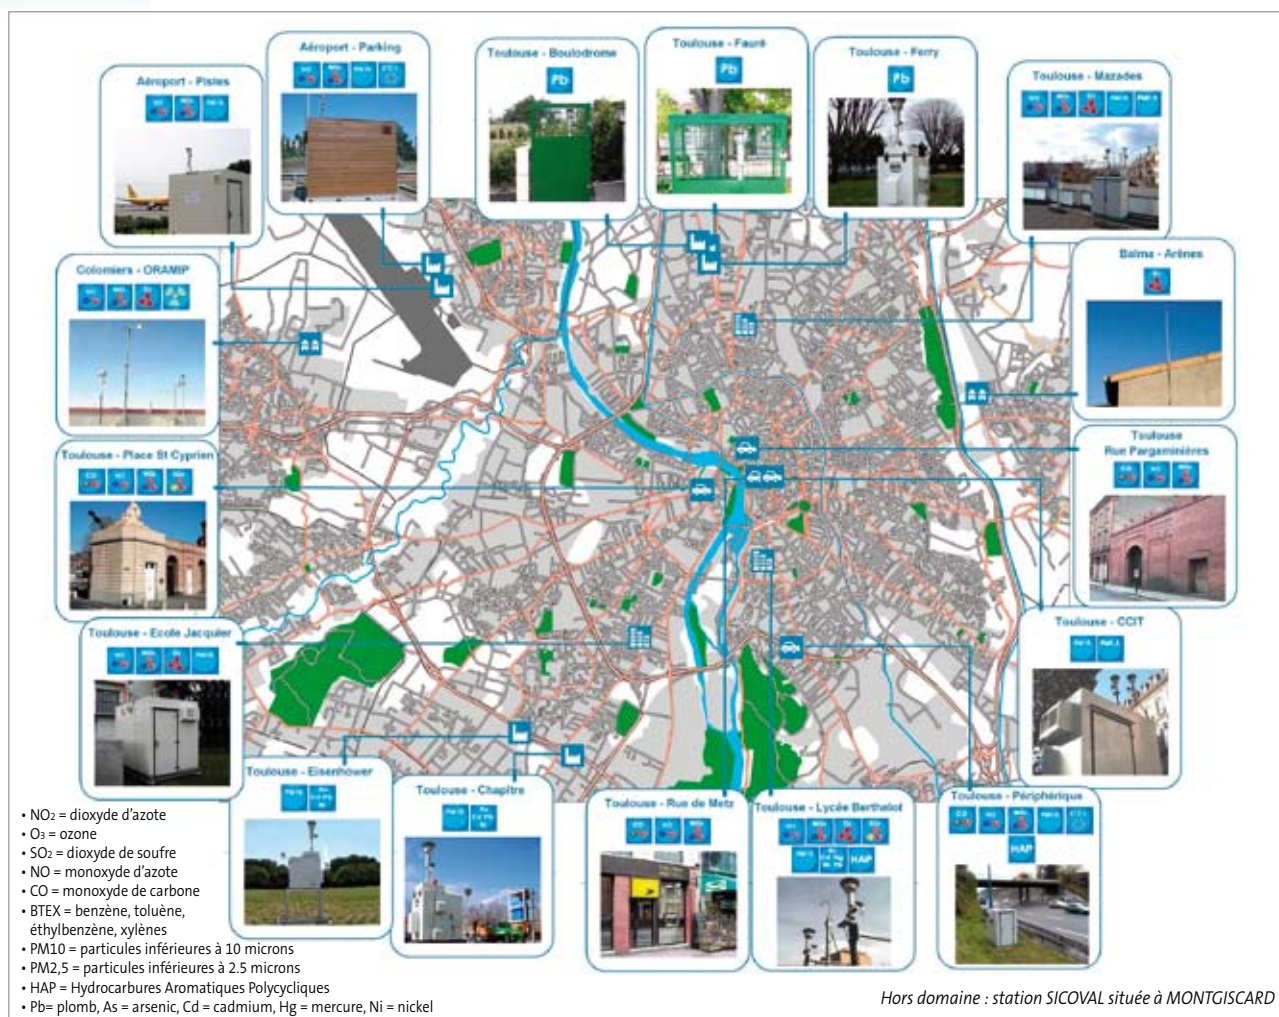 Aéroport - Parking
Toulouse - Boulodrome
Pb
Toulouse - Fauré
Pb
Toulouse - Ferry
Pb
Toulouse - Mazades
Aéroport - Pistes
Colomiers - ORAMIP
Balma - Arènes
Toulouse - Place St Cyprien
Toulouse
Rue Pargaminières
Toulouse - Ecole Jacquier
Toulouse - CCIT
Toulouse - Eisenhower
Toulouse - Chapitre
Toulouse - Rue de Metz
Toulouse - Lycée Berthelot
HAP
Toulouse - Périphérique
HAP
• NO2 = dioxyde d'azote
• O3 = ozone
• SO2 = dioxyde de soufre
• NO = monoxyde d'azote
• CO = monoxyde de carbone
• BTEX = benzène, toluène,
éthylbenzène, xylènes
• PM10 = particules inférieures à 10 microns
• PM2,5 = particules inférieures à 2.5 microns
• HAP = Hydrocarbures Aromatiques Polycycliques
• Pb= plomb, As = arsenic, Cd = cadmium, Hg = mercure, Ni = nickel
Hors domaine : station SICOVAL située à MONTGISCARD